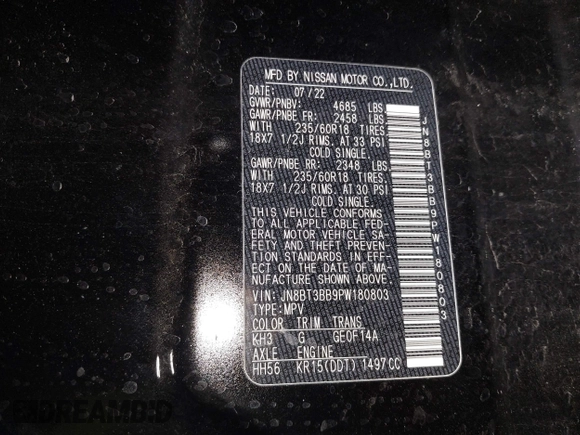 MFD BY NISSAN MOTOR CO.,LTD.
DATE: 07/22
GVWR/PNBV: 4685 LBS
GAWR/PNBE FR: 2458 LBS
WITH 235/60R18 TIRES
18X7 1/2J RIMS. AT 33 PSI
COLD SINGLE.
GAWR/PNBE RR: 2348 LBS
WITH 235/60R18 TIRES.
18X7 1/2J RIMS. AT 30 PSI
COLD SINGLE.
THIS VEHICLE CONFORMS
TO ALL APPLICABLE FED-
ERAL MOTOR VEHICLE SA-
FETY AND THEFT PREVEN-
TION STANDARDS IN EFF-
ECT ON THE DATE OF MA-
NUFACTURE SHOWN ABOVE.
VIN: JN8BT3BB9PW180803
TYPE:MPV
COLOR TRIM TRANS
KH3 G GE0F14A
AXLE ENGINE
HH56 KR15(DDT) 1497CC
JN8BT3BB9PW180803
DREAMBID